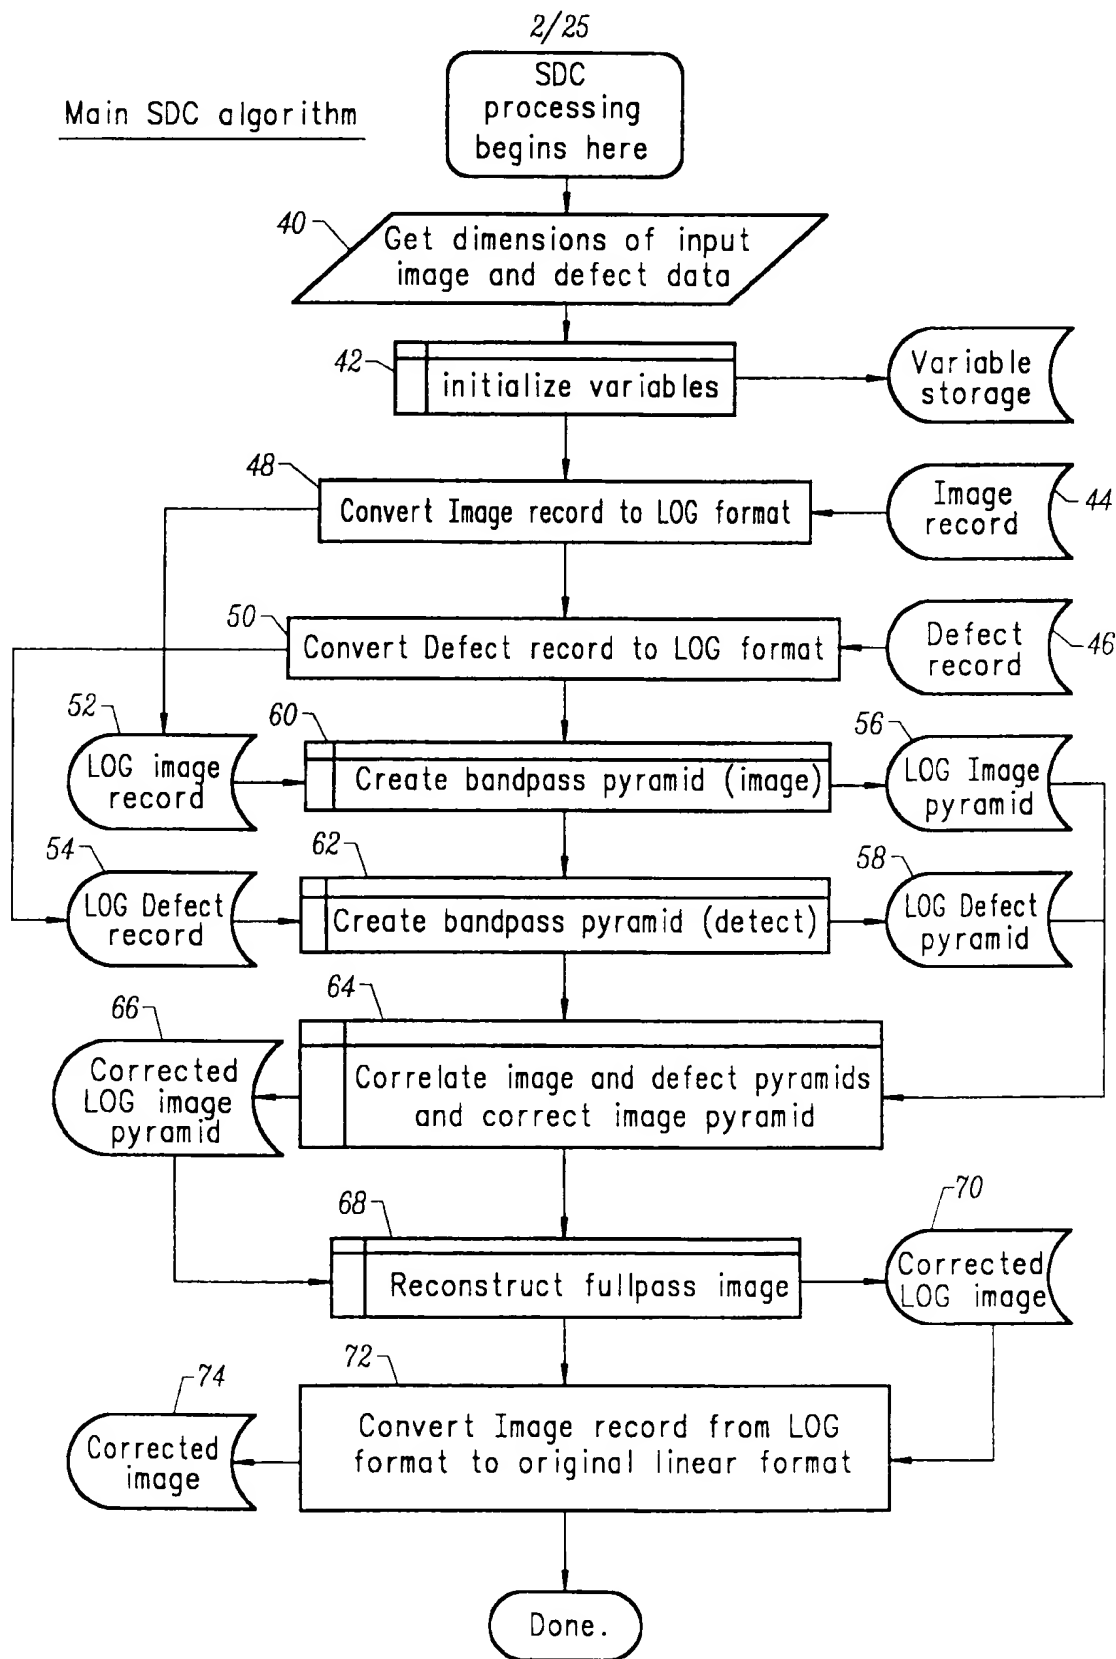 2/25
Main SDC algorithm
SDC
processing
begins here
40
Get dimensions of input
image and defect data
42
initialize variables
Variable
storage
48
Convert Image record to LOG format
Image
record
44
50
Convert Defect record to LOG format
Defect
record
46
52
LOG image
record
60
Create bandpass pyramid (image)
56
LOG Image
pyramid
54
LOG Defect
record
62
Create bandpass pyramid (detect)
58
LOG Defect
pyramid
66
Corrected
LOG image
pyramid
64
Correlate image and defect pyramids
and correct image pyramid
68
Reconstruct fullpass image
70
Corrected
LOG image
72
Convert Image record from LOG
format to original linear format
74
Corrected
image
Done.